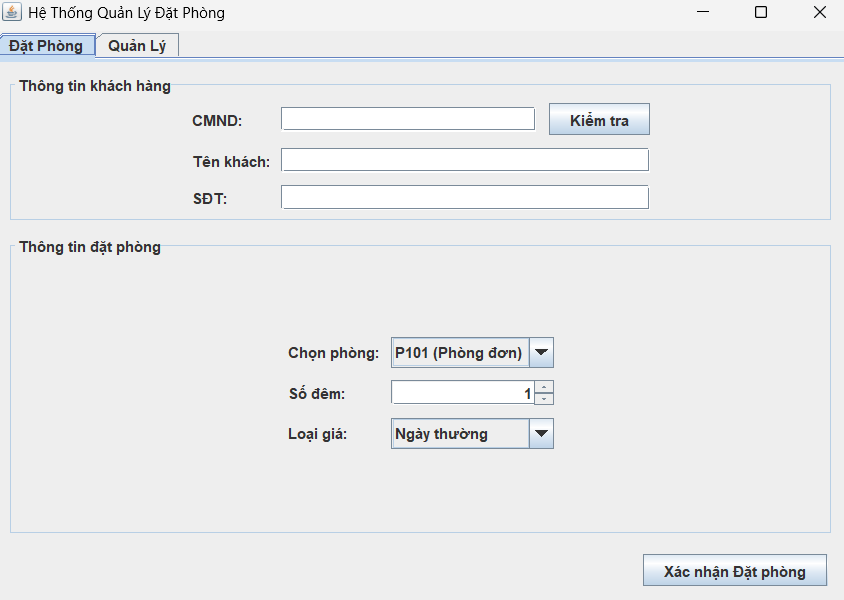 Hệ Thống Quản Lý Đặt Phòng
Đặt Phòng Quản Lý
Thông tin khách hàng
CMND: Kiểm tra
Tên khách:
SĐT:
Thông tin đặt phòng
Chọn phòng: P101 (Phòng đơn)
Số đêm: 1
Loại giá: Ngày thường
Xác nhận Đặt phòng